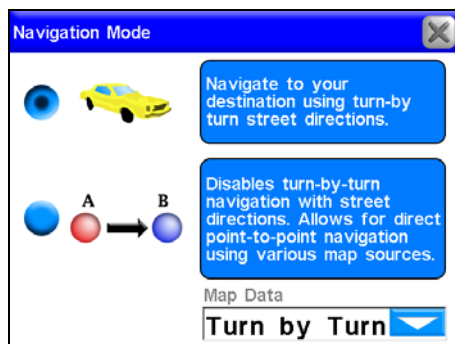 Navigation Mode
Navigate to your
destination using turn-by
turn street directions.
A
B
Disables turn-by-turn
navigation with street
directions. Allows for direct
point-to-point navigation
using various map sources.
Map Data
Turn by Turn